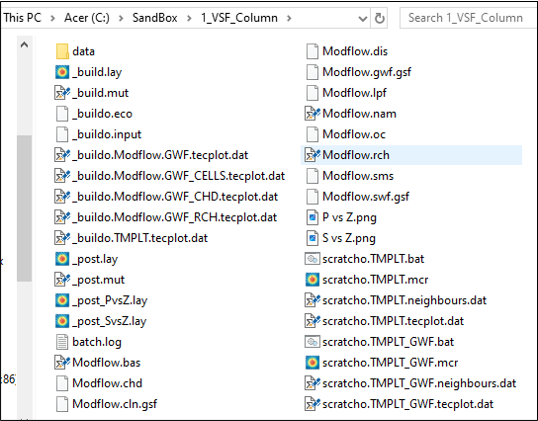 This PC > Acer (C:) > SandBox > 1_VSF_Column >
Search 1_VSF_Column
data
_build.lay
_build.mut
_buildo.eco
_buildo.input
_buildo.Modflow.GWF.tecplot.dat
_buildo.Modflow.GWF_CELLS.tecplot.dat
_buildo.Modflow.GWF_CHD.tecplot.dat
_buildo.Modflow.GWF_RCH.tecplot.dat
_buildo.TMPLT.tecplot.dat
_post.lay
_post.mut
_post_PvsZ.lay
_post_SvsZ.lay
batch.log
Modflow.bas
Modflow.chd
Modflow.cln.gsf
Modflow.dis
Modflow.gwf.gsf
Modflow.lpf
Modflow.nam
Modflow.oc
Modflow.rch
Modflow.sms
Modflow.swf.gsf
P vs Z.png
S vs Z.png
scratcho.TMPLT.bat
scratcho.TMPLT.mcr
scratcho.TMPLT.neighbours.dat
scratcho.TMPLT.tecplot.dat
scratcho.TMPLT_GWF.bat
scratcho.TMPLT_GWF.mcr
scratcho.TMPLT_GWF.neighbours.dat
scratcho.TMPLT_GWF.tecplot.dat